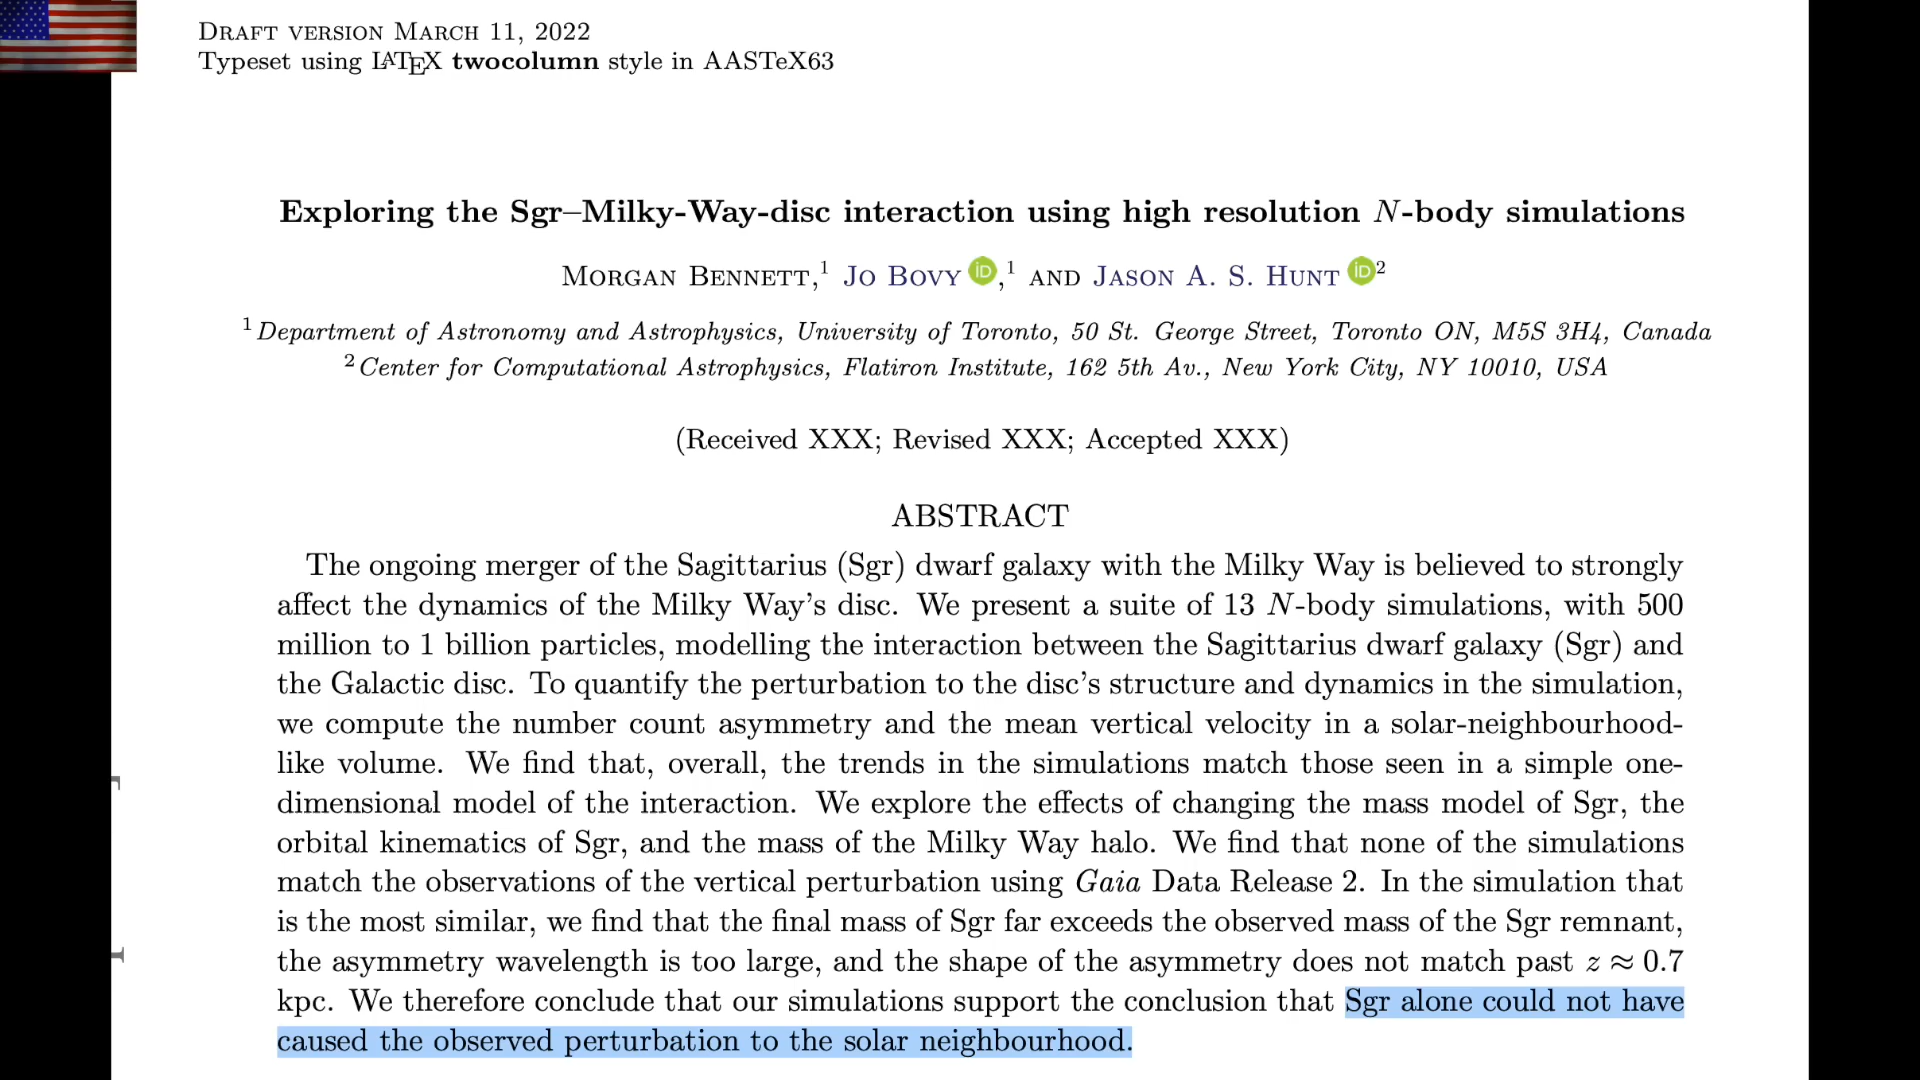 DRAFT VERSION MARCH 11, 2022
Typeset using LATEX twocolumn style in AASTeX63
Exploring the Sgr–Milky-Way-disc interaction using high resolution N-body simulations
MORGAN BENNETT,1 JO BOVY iD,1 AND JASON A. S. HUNT iD2
1 Department of Astronomy and Astrophysics, University of Toronto, 50 St. George Street, Toronto ON, M5S 3H4, Canada
2 Center for Computational Astrophysics, Flatiron Institute, 162 5th Av., New York City, NY 10010, USA
(Received XXX; Revised XXX; Accepted XXX)
ABSTRACT
The ongoing merger of the Sagittarius (Sgr) dwarf galaxy with the Milky Way is believed to strongly
affect the dynamics of the Milky Way's disc. We present a suite of 13 N-body simulations, with 500
million to 1 billion particles, modelling the interaction between the Sagittarius dwarf galaxy (Sgr) and
the Galactic disc. To quantify the perturbation to the disc's structure and dynamics in the simulation,
we compute the number count asymmetry and the mean vertical velocity in a solar-neighbourhood-
like volume. We find that, overall, the trends in the simulations match those seen in a simple one-
dimensional model of the interaction. We explore the effects of changing the mass model of Sgr, the
orbital kinematics of Sgr, and the mass of the Milky Way halo. We find that none of the simulations
match the observations of the vertical perturbation using Gaia Data Release 2. In the simulation that
is the most similar, we find that the final mass of Sgr far exceeds the observed mass of the Sgr remnant,
the asymmetry wavelength is too large, and the shape of the asymmetry does not match past z ≈ 0.7
kpc. We therefore conclude that our simulations support the conclusion that Sgr alone could not have
caused the observed perturbation to the solar neighbourhood.